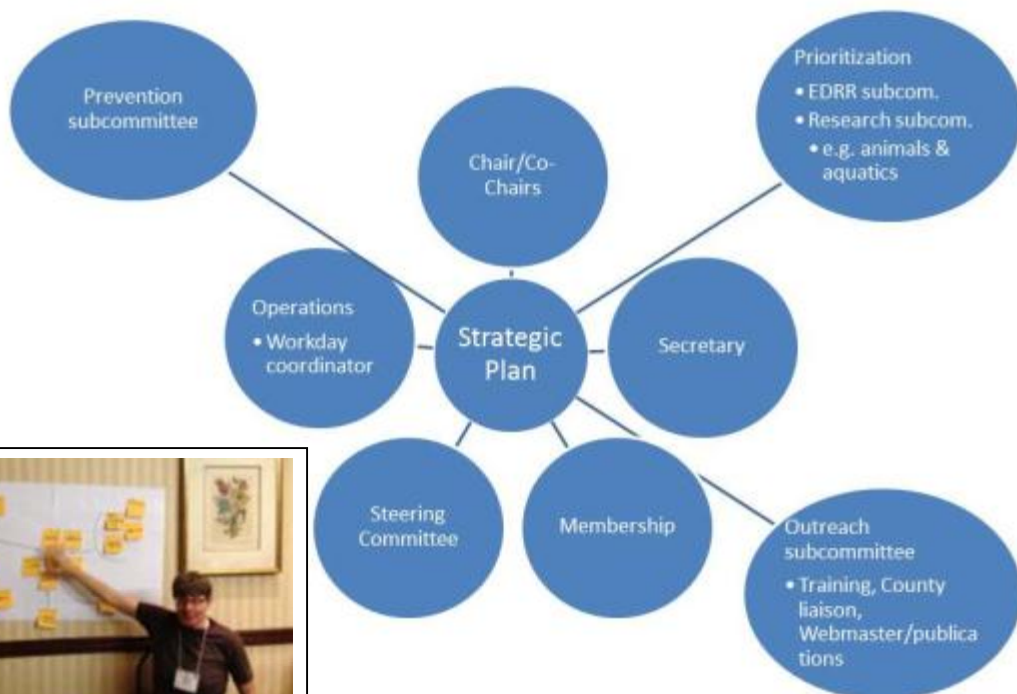 Prevention
subcommittee
Chair/Co-
Chairs
Prioritization
• EDRR subcom.
• Research subcom.
• e.g. animals &
aquatics
Operations
• Workday
coordinator
Strategic
Plan
Secretary
Steering
Committee
Membership
Outreach
subcommittee
• Training, County
liaison,
Webmaster/publica
tions